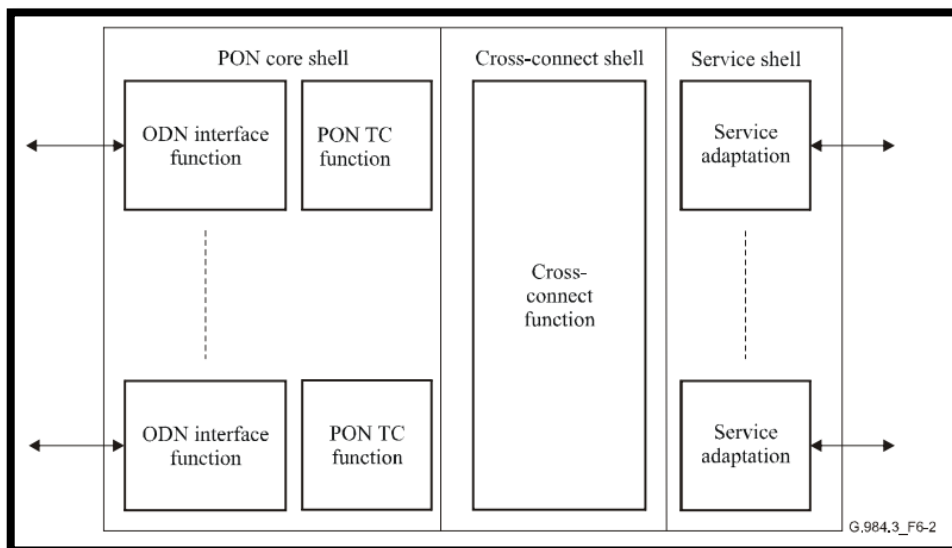 PON core shell
Cross-connect shell
Service shell
ODN interface
function
PON TC
function
Service
adaptation
Cross-
connect
function
ODN interface
function
PON TC
function
Service
adaptation
G.984.3_F6-2